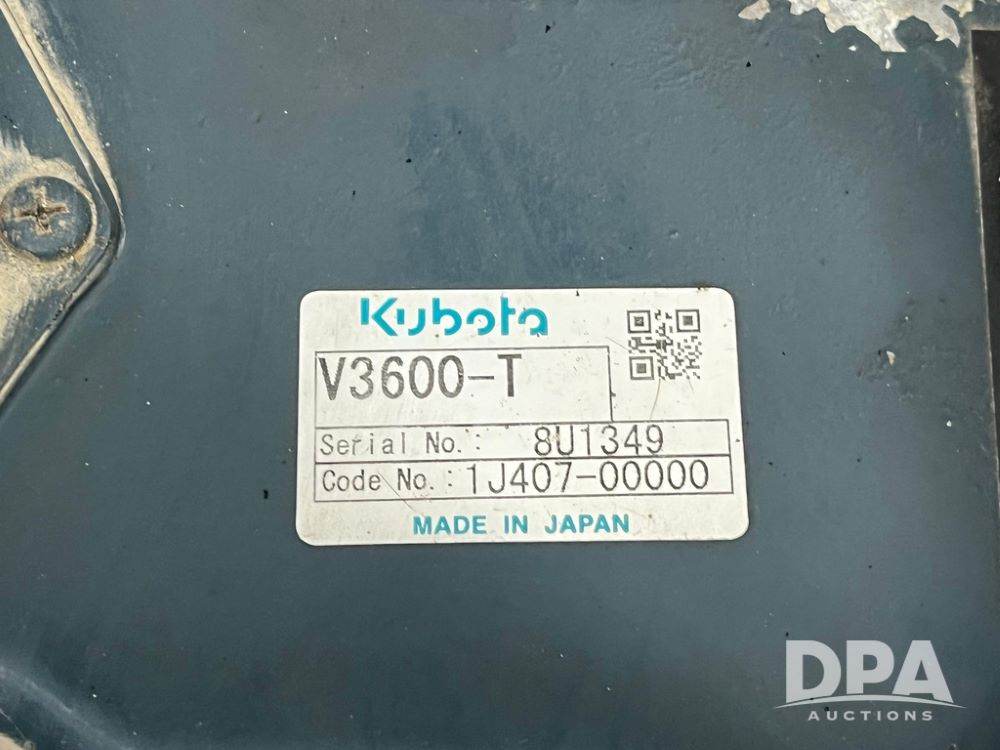 Kubota
V3600-T
Serial No.: 8U1349
Code No.: 1J407-00000
MADE IN JAPAN
DPA
AUCTIONS